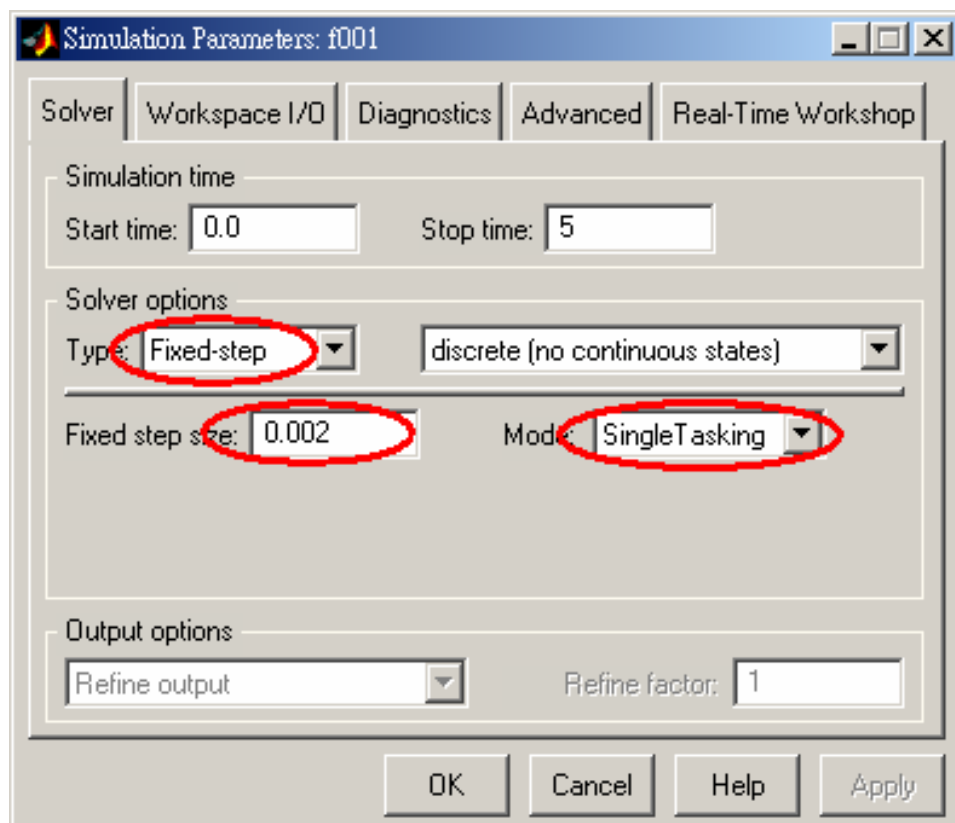 Simulation Parameters: f001
Solver Workspace I/O Diagnostics Advanced Real-Time Workshop
Simulation time
Start time: 0.0 Stop time: 5
Solver options
Type: Fixed-step discrete (no continuous states)
Fixed step size: 0.002 Mode: SingleTasking
Output options
Refine output Refine factor: 1
OK Cancel Help Apply